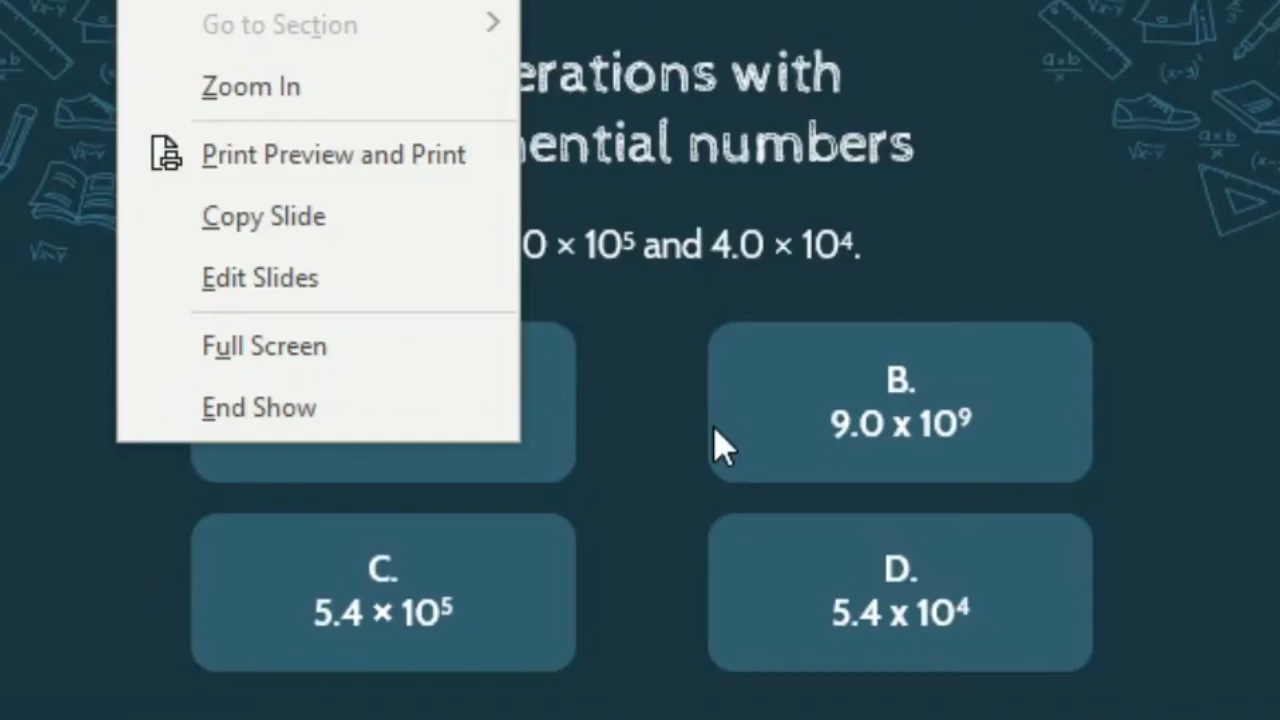 Go to Section
Zoom In
Print Preview and Print
Copy Slide
Edit Slides
Full Screen
End Show
erations with
ential numbers
0 × 10⁵ and 4.0 × 10⁴.
B.
9.0 x 10⁹
C.
5.4 × 10⁵
D.
5.4 x 10⁴